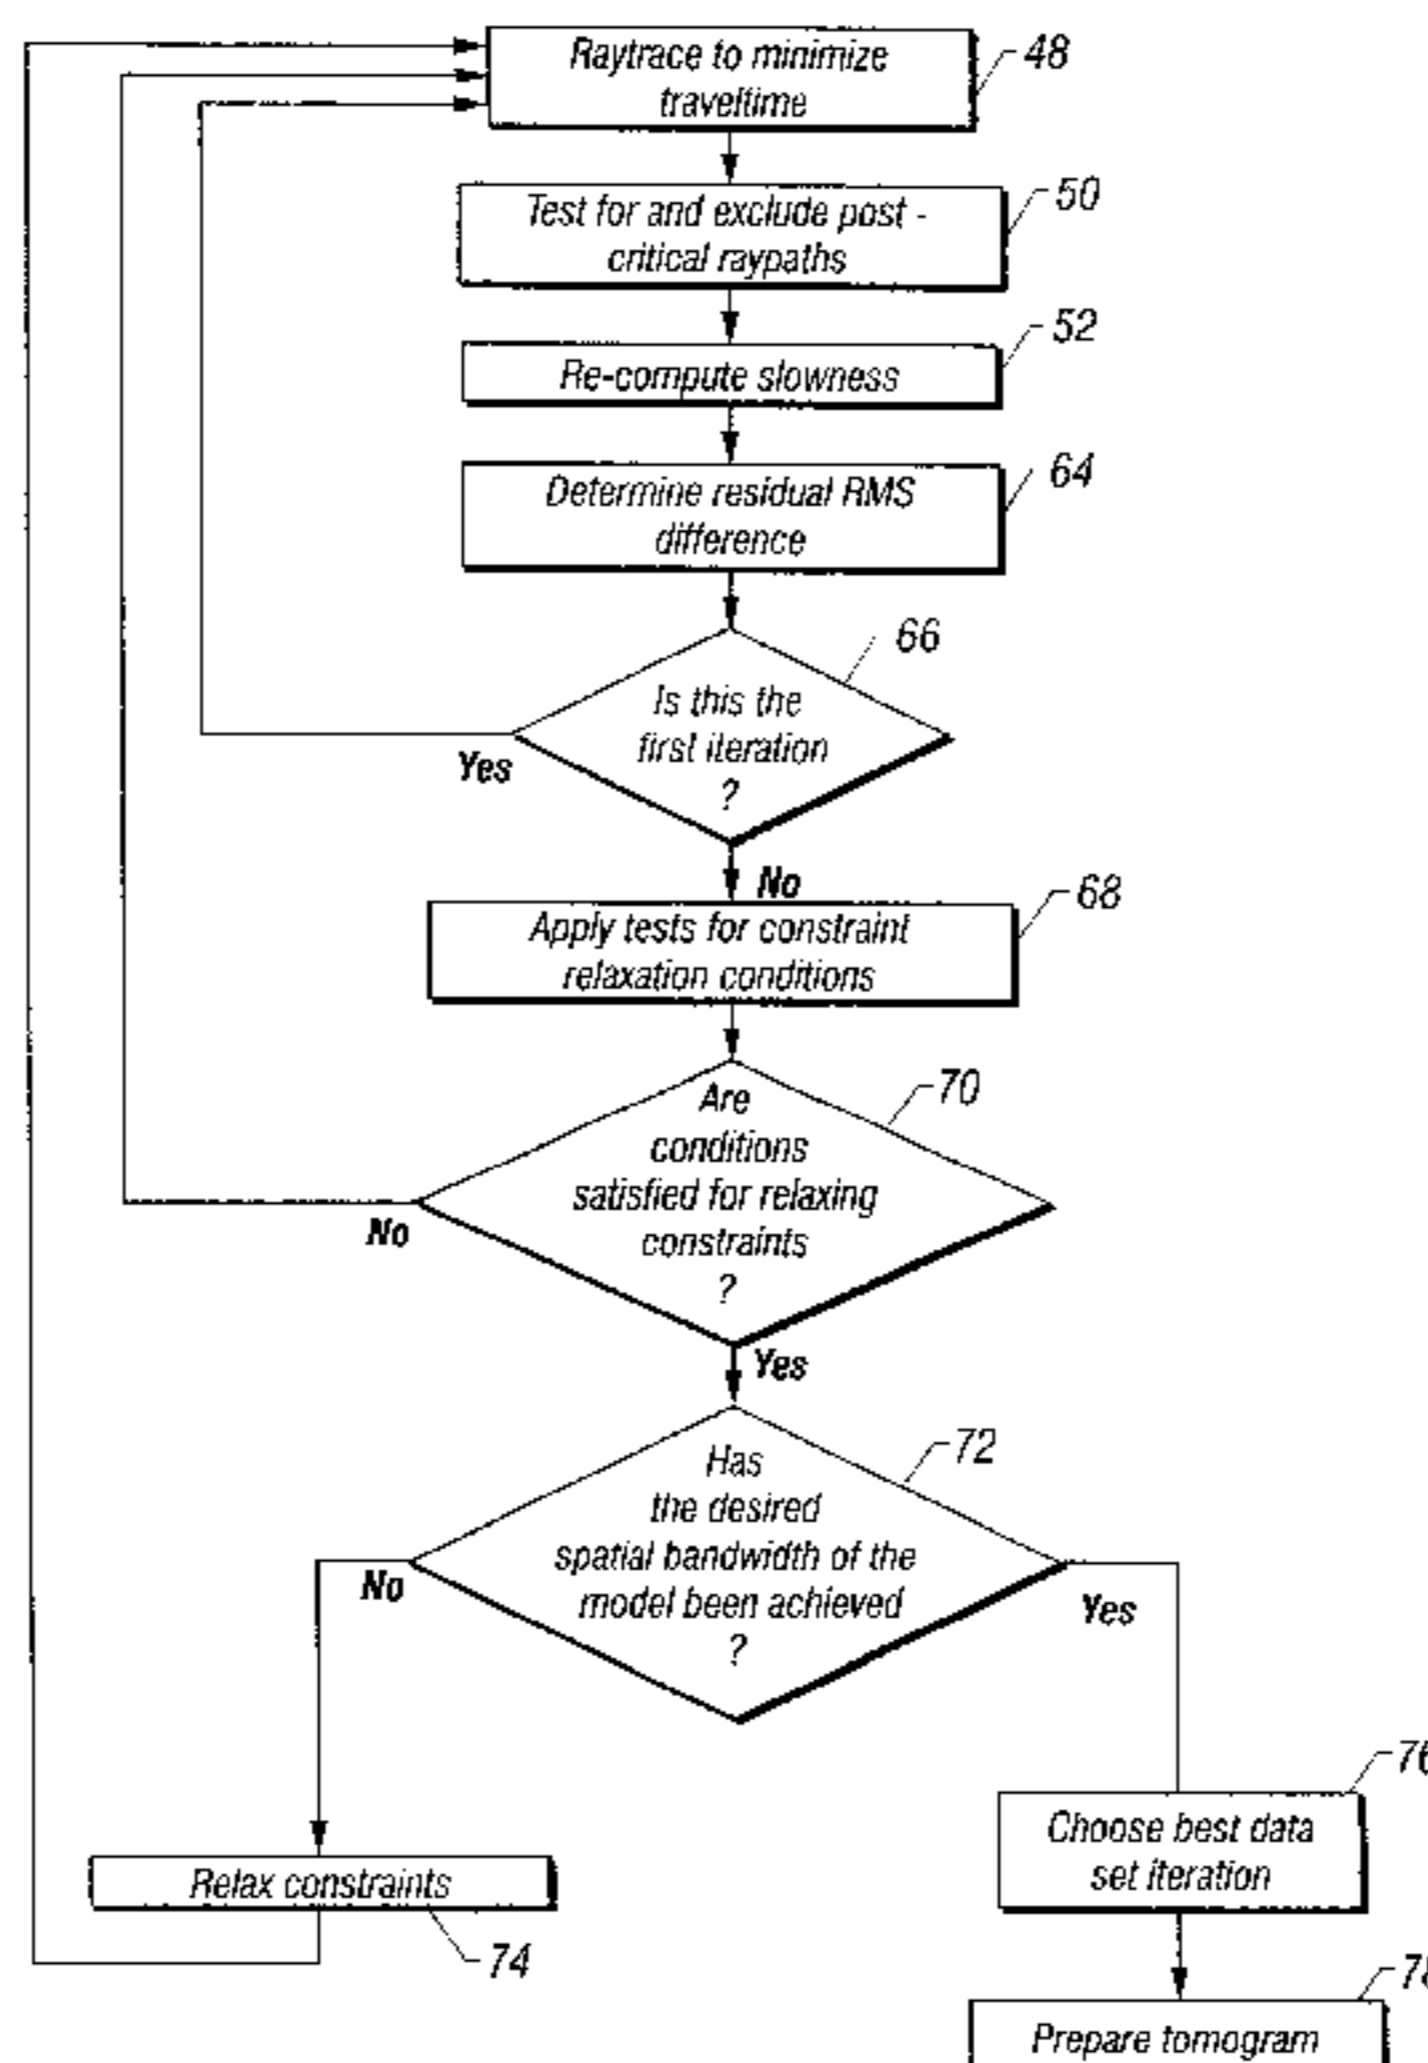 Raytrace to minimize
traveltime
48
Test for and exclude post -
critical raypaths
50
Re-compute slowness
52
Determine residual RMS
difference
64
Is this the
first iteration
?
66
Yes
No
Apply tests for constraint
relaxation conditions
68
Are
conditions
satisfied for relaxing
constraints
?
70
No
Yes
Has
the desired
spatial bandwidth of the
model been achieved
?
72
No
Yes
Choose best data
set iteration
76
Relax constraints
74
Prepare tomogram
78